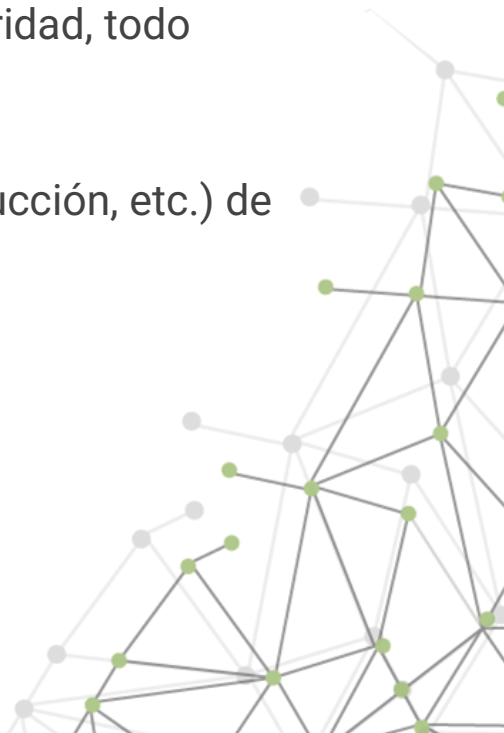 ridad, todo
ucción, etc.) de